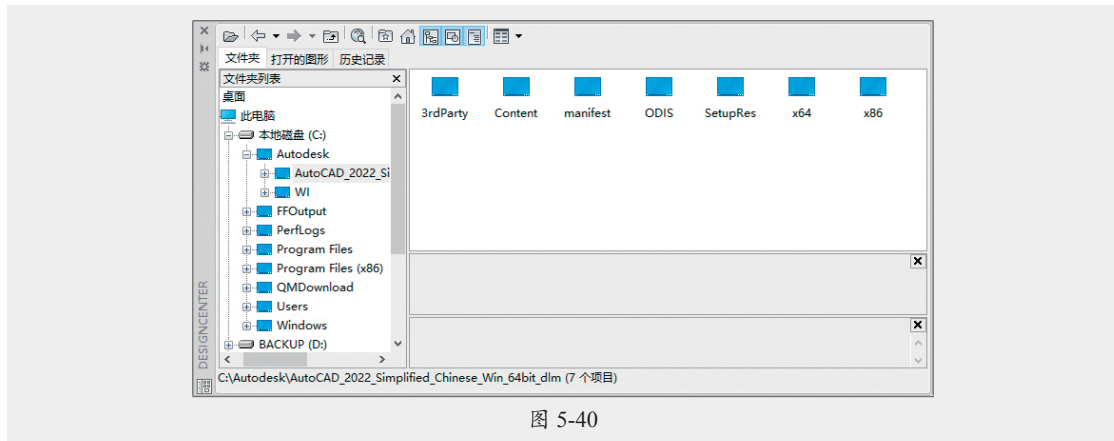 文件夹 打开的图形 历史记录
文件夹列表
桌面
此电脑
本地磁盘 (C:)
Autodesk
AutoCAD_2022_Si
WI
FFOutput
PerfLogs
Program Files
Program Files (x86)
QMDownload
Users
Windows
BACKUP (D:)
3rdParty Content manifest ODIS SetupRes x64 x86
DESIGNCENTER
C:\Autodesk\AutoCAD_2022_Simplified_Chinese_Win_64bit_dlm (7 个项目)
图 5-40